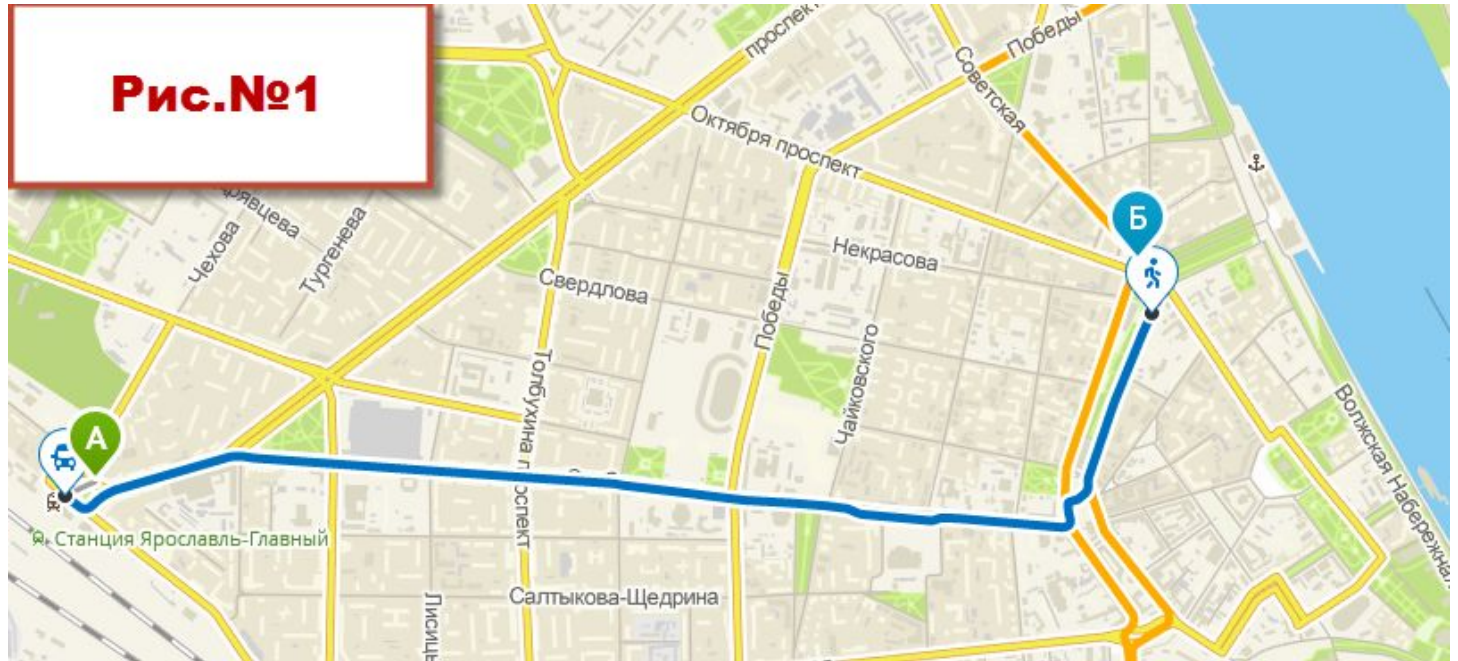 Рис.№1
проспект
Победы
Советская
Октября проспект
Б
Некрасова
Чехова
Тургенева
Свердлова
Победы
Чайковского
Толбухина проспект
Волжская Набережная
А
Станция Ярославль-Главный
Салтыкова-Щедрина